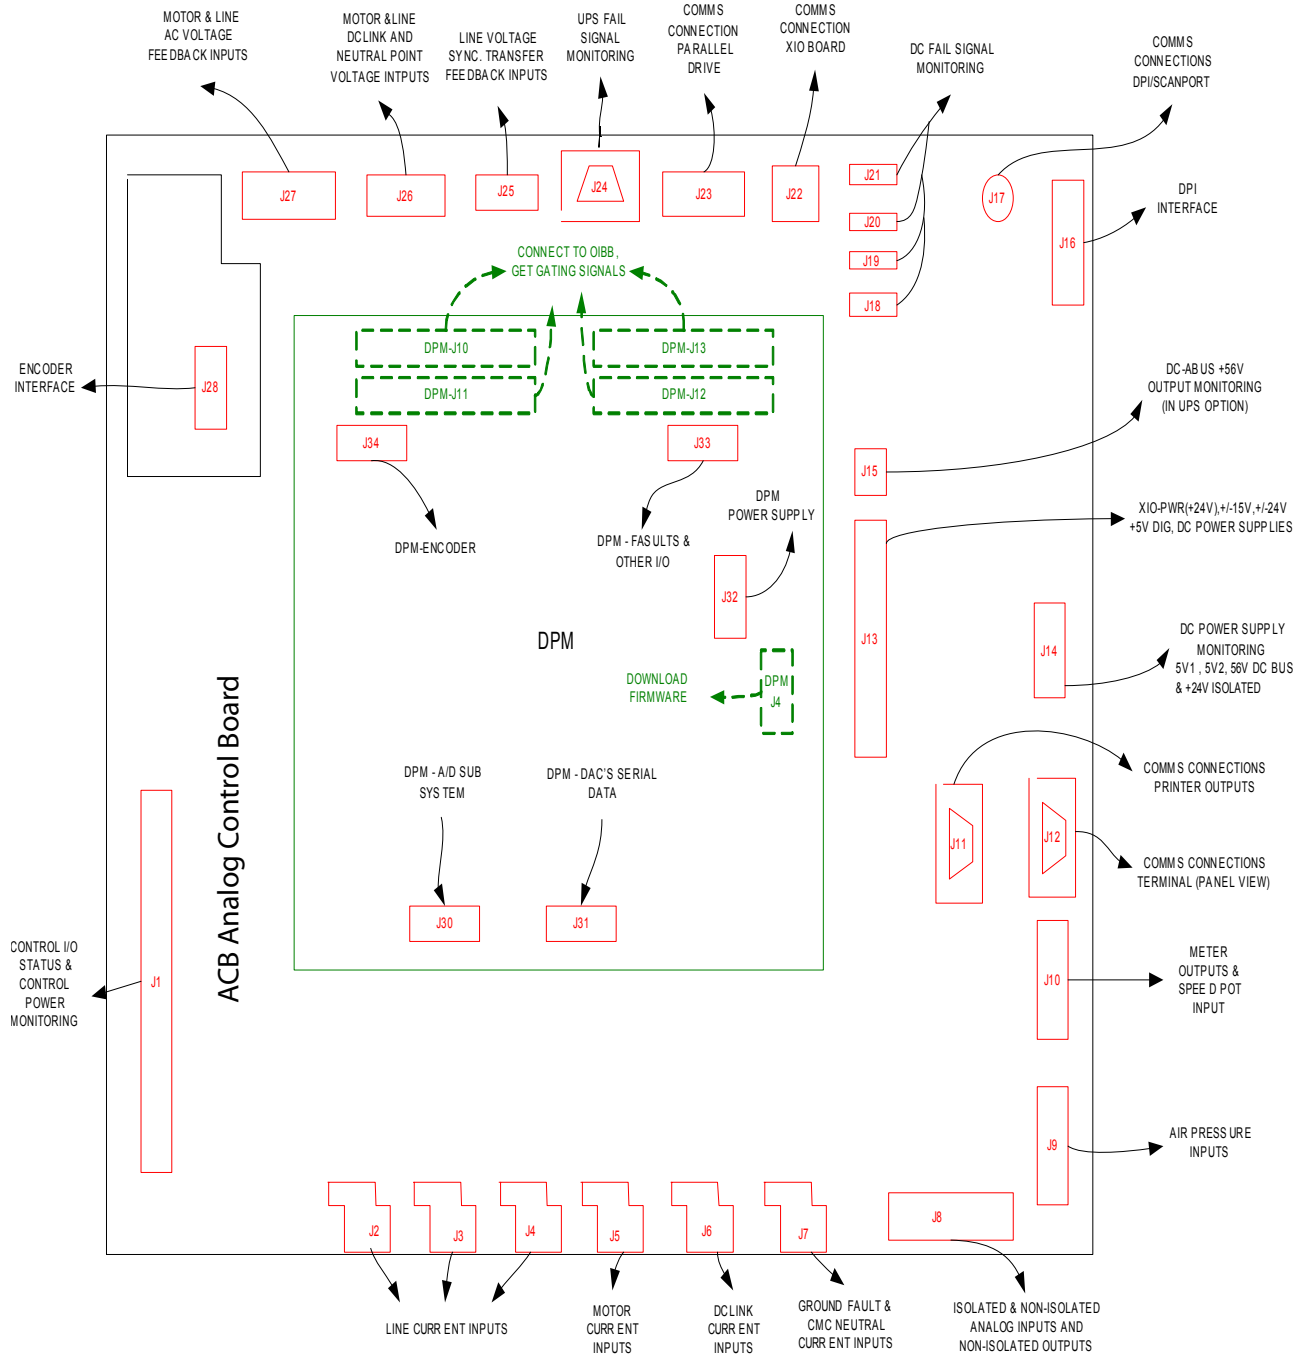 MOTOR & LINE
AC VOLTAGE
FEEDBACK INPUTS
MOTOR &LINE
DCLINK AND
NEUTRAL POINT
VOLTAGE INTPUTS
LINE VOLTAGE
SYNC. TRANSFER
FEEDBACK INPUTS
UPS FAIL
SIGNAL
MONITORING
COMMS
CONNECTION
PARALLEL
DRIVE
COMMS
CONNECTION
XIO BOARD
DC FAIL SIGNAL
MONITORING
COMMS
CONNECTIONS
DPI/SCANPORT
J27
J26
J25
J24
J23
J22
J21
J20
J19
J18
J17
J16
DPI
INTERFACE
CONNECT TO OIBB,
GET GATING SIGNALS
DPM-J10
DPM-J13
DPM-J11
DPM-J12
ENCODER
INTERFACE
J28
J34
J33
J15
DC-ABUS +56V
OUTPUT MONITORING
(IN UPS OPTION)
DPM
POWER SUPPLY
XIO-PWR(+24V),+/-15V,+/-24V
+5V DIG, DC POWER SUPPLIES
DPM-ENCODER
DPM - FASULTS &
OTHER I/O
J32
J13
J14
DC POWER SUPPLY
MONITORING
5V1 , 5V2, 56V DC BUS
& +24V ISOLATED
DPM
DOWNLOAD
FIRMWARE
DPM
J4
ACB Analog Control Board
DPM - A/D SUB
SYSTEM
DPM - DAC'S SERIAL
DATA
COMMS CONNECTIONS
PRINTER OUTPUTS
J11
J12
COMMS CONNECTIONS
TERMINAL (PANEL VIEW)
J30
J31
CONTROL I/O
STATUS &
CONTROL
POWER
MONITORING
J1
J10
METER
OUTPUTS &
SPEED POT
INPUT
J9
AIR PRESSURE
INPUTS
J2
J3
J4
J5
J6
J7
J8
LINE CURRENT INPUTS
MOTOR
CURRENT
INPUTS
DCLINK
CURRENT
INPUTS
GROUND FAULT &
CMC NEUTRAL
CURRENT INPUTS
ISOLATED & NON-ISOLATED
ANALOG INPUTS AND
NON-ISOLATED OUTPUTS